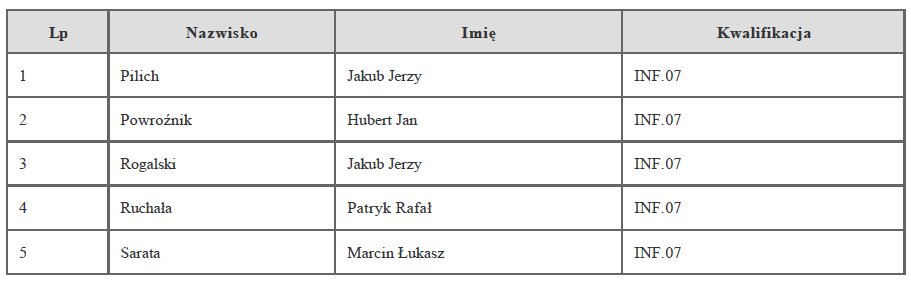 Lp Nazwisko Imię Kwalifikacja
1 Pilich Jakub Jerzy INF.07
2 Powroźnik Hubert Jan INF.07
3 Rogalski Jakub Jerzy INF.07
4 Ruchała Patryk Rafał INF.07
5 Sarata Marcin Łukasz INF.07